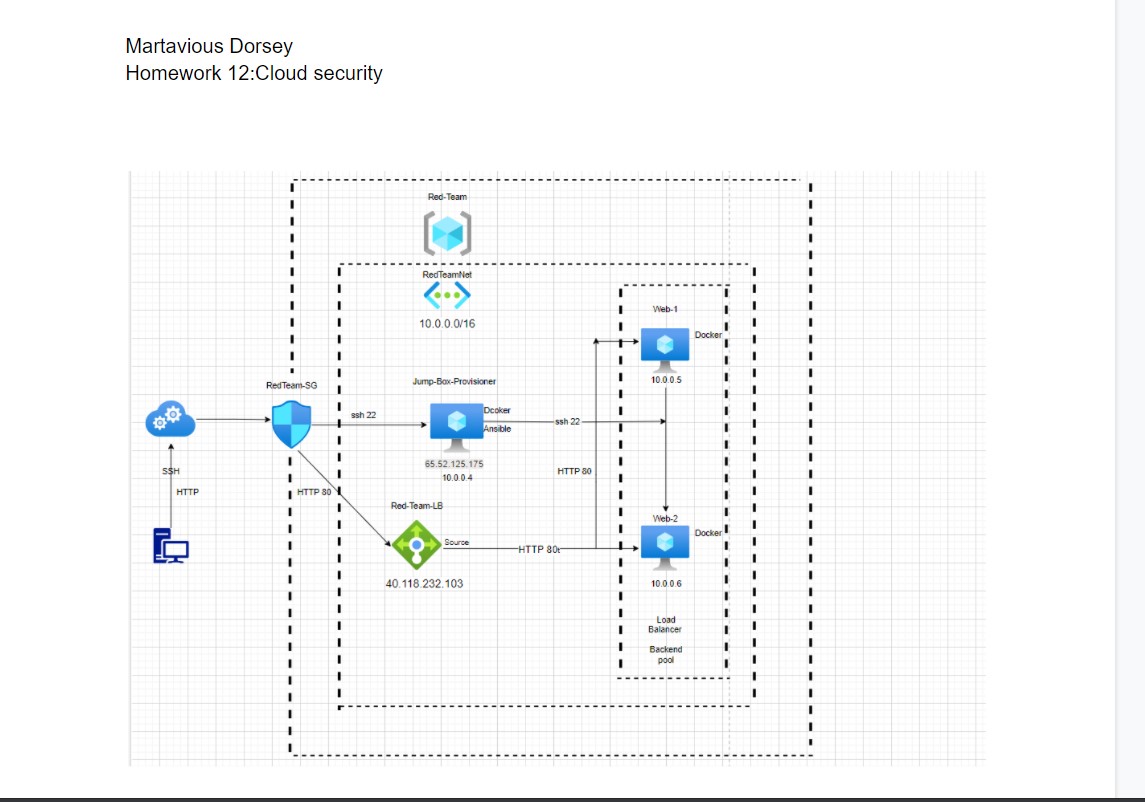 Martavious Dorsey
Homework 12:Cloud security
Red-Team
RedTeamNet
10.0.0.0/16
Web-1
Docker
10.0.0.5
RedTeam-SG
Jump-Box-Provisioner
ssh 22
Dcoker
Ansible
ssh 22
65.52.125.175
10.0.0.4
SSH
HTTP
HTTP 80
HTTP 80
Red-Team-LB
Source
HTTP 80
40.118.232.103
Web-2
Docker
10.0.0.6
Load
Balancer
Backend
pool